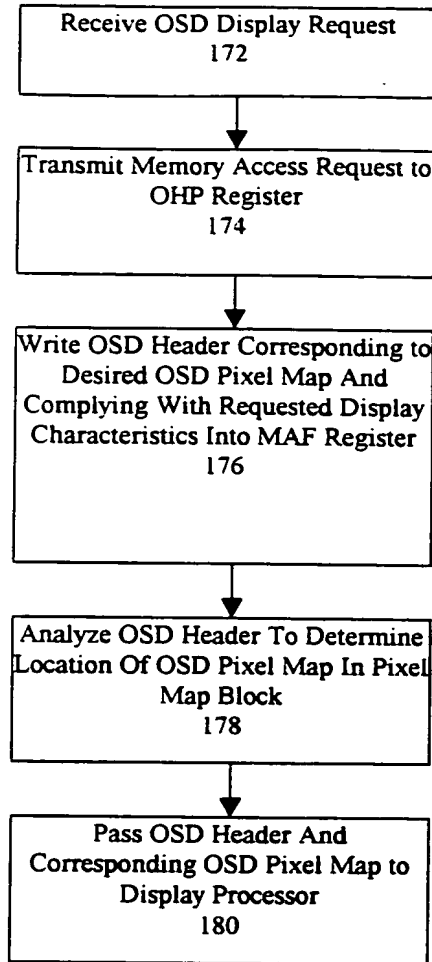 Receive OSD Display Request
172
Transmit Memory Access Request to
OHP Register
174
Write OSD Header Corresponding to
Desired OSD Pixel Map And
Complying With Requested Display
Characteristics Into MAF Register
176
Analyze OSD Header To Determine
Location Of OSD Pixel Map In Pixel
Map Block
178
Pass OSD Header And
Corresponding OSD Pixel Map to
Display Processor
180